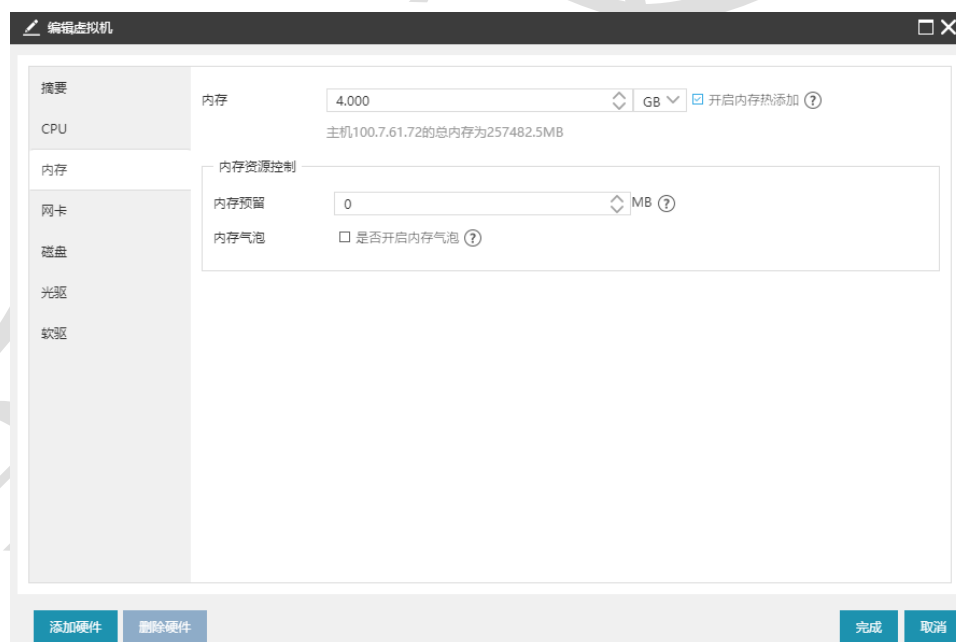 编辑虚拟机
摘要
CPU
内存
网卡
磁盘
光驱
软驱
内存 4.000 GB 开启内存热添加 ?
主机100.7.61.72的总内存为257482.5MB
内存资源控制
内存预留 0 MB ?
内存气泡 是否开启内存气泡 ?
添加硬件 删除硬件 完成 取消